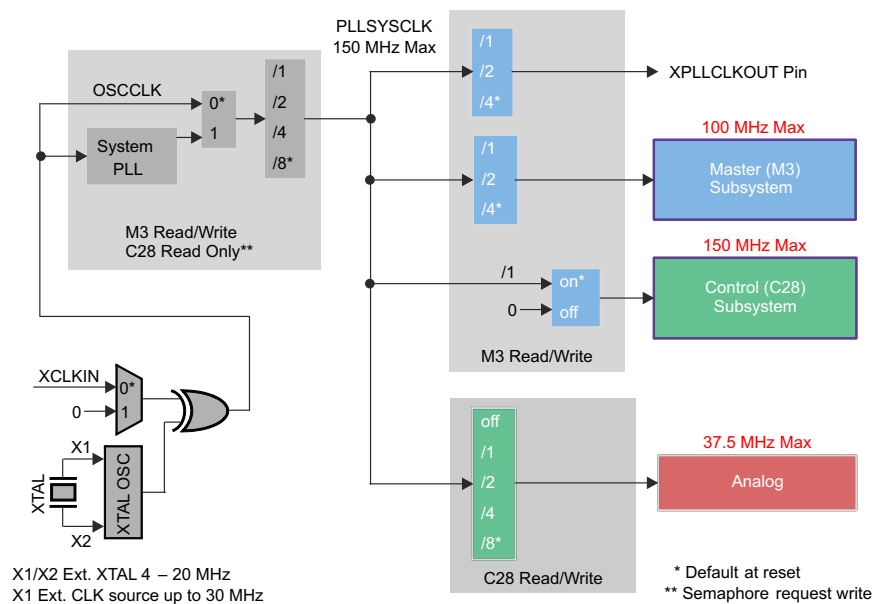 PLLSYSCLK
150 MHz Max
OSCCLK
System
PLL
0*
1
/1
/2
/4
/8*
M3 Read/Write
C28 Read Only**
/1
/2
/4*
XPLLCLKOUT Pin
/1
/2
/4*
100 MHz Max
Master (M3)
Subsystem
/1
0
on*
off
150 MHz Max
Control (C28)
Subsystem
M3 Read/Write
XCLKIN
0
0*
1
X1
XTAL
X2
XTAL OSC
off
/1
/2
/4
/8*
37.5 MHz Max
Analog
C28 Read/Write
X1/X2 Ext. XTAL 4 – 20 MHz
X1 Ext. CLK source up to 30 MHz
* Default at reset
** Semaphore request write